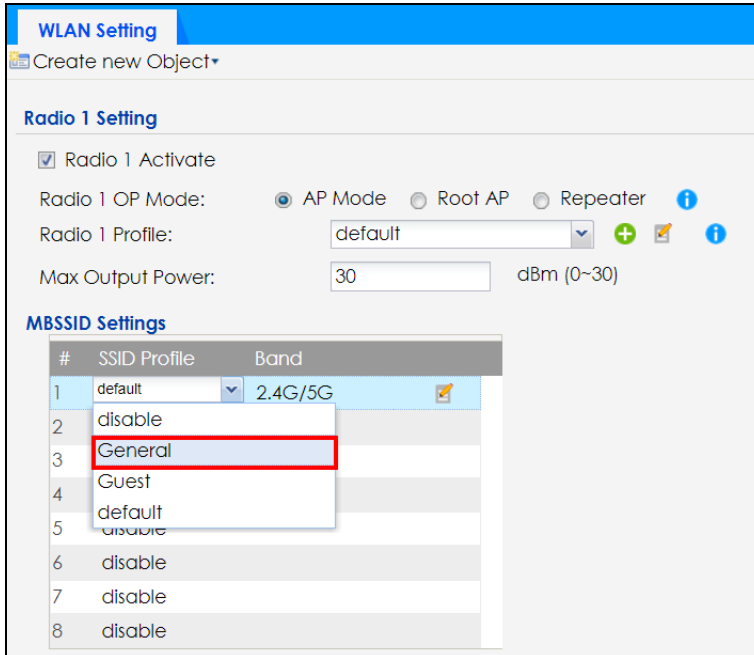 WLAN Setting
Create new Object
Radio 1 Setting
Radio 1 Activate
Radio 1 OP Mode: AP Mode Root AP Repeater
Radio 1 Profile: default
Max Output Power: 30 dBm (0~30)
MBSSID Settings
# SSID Profile Band
1 default 2.4G/5G
2 disable
3 General
4 Guest
default
5 disable
6 disable
7 disable
8 disable